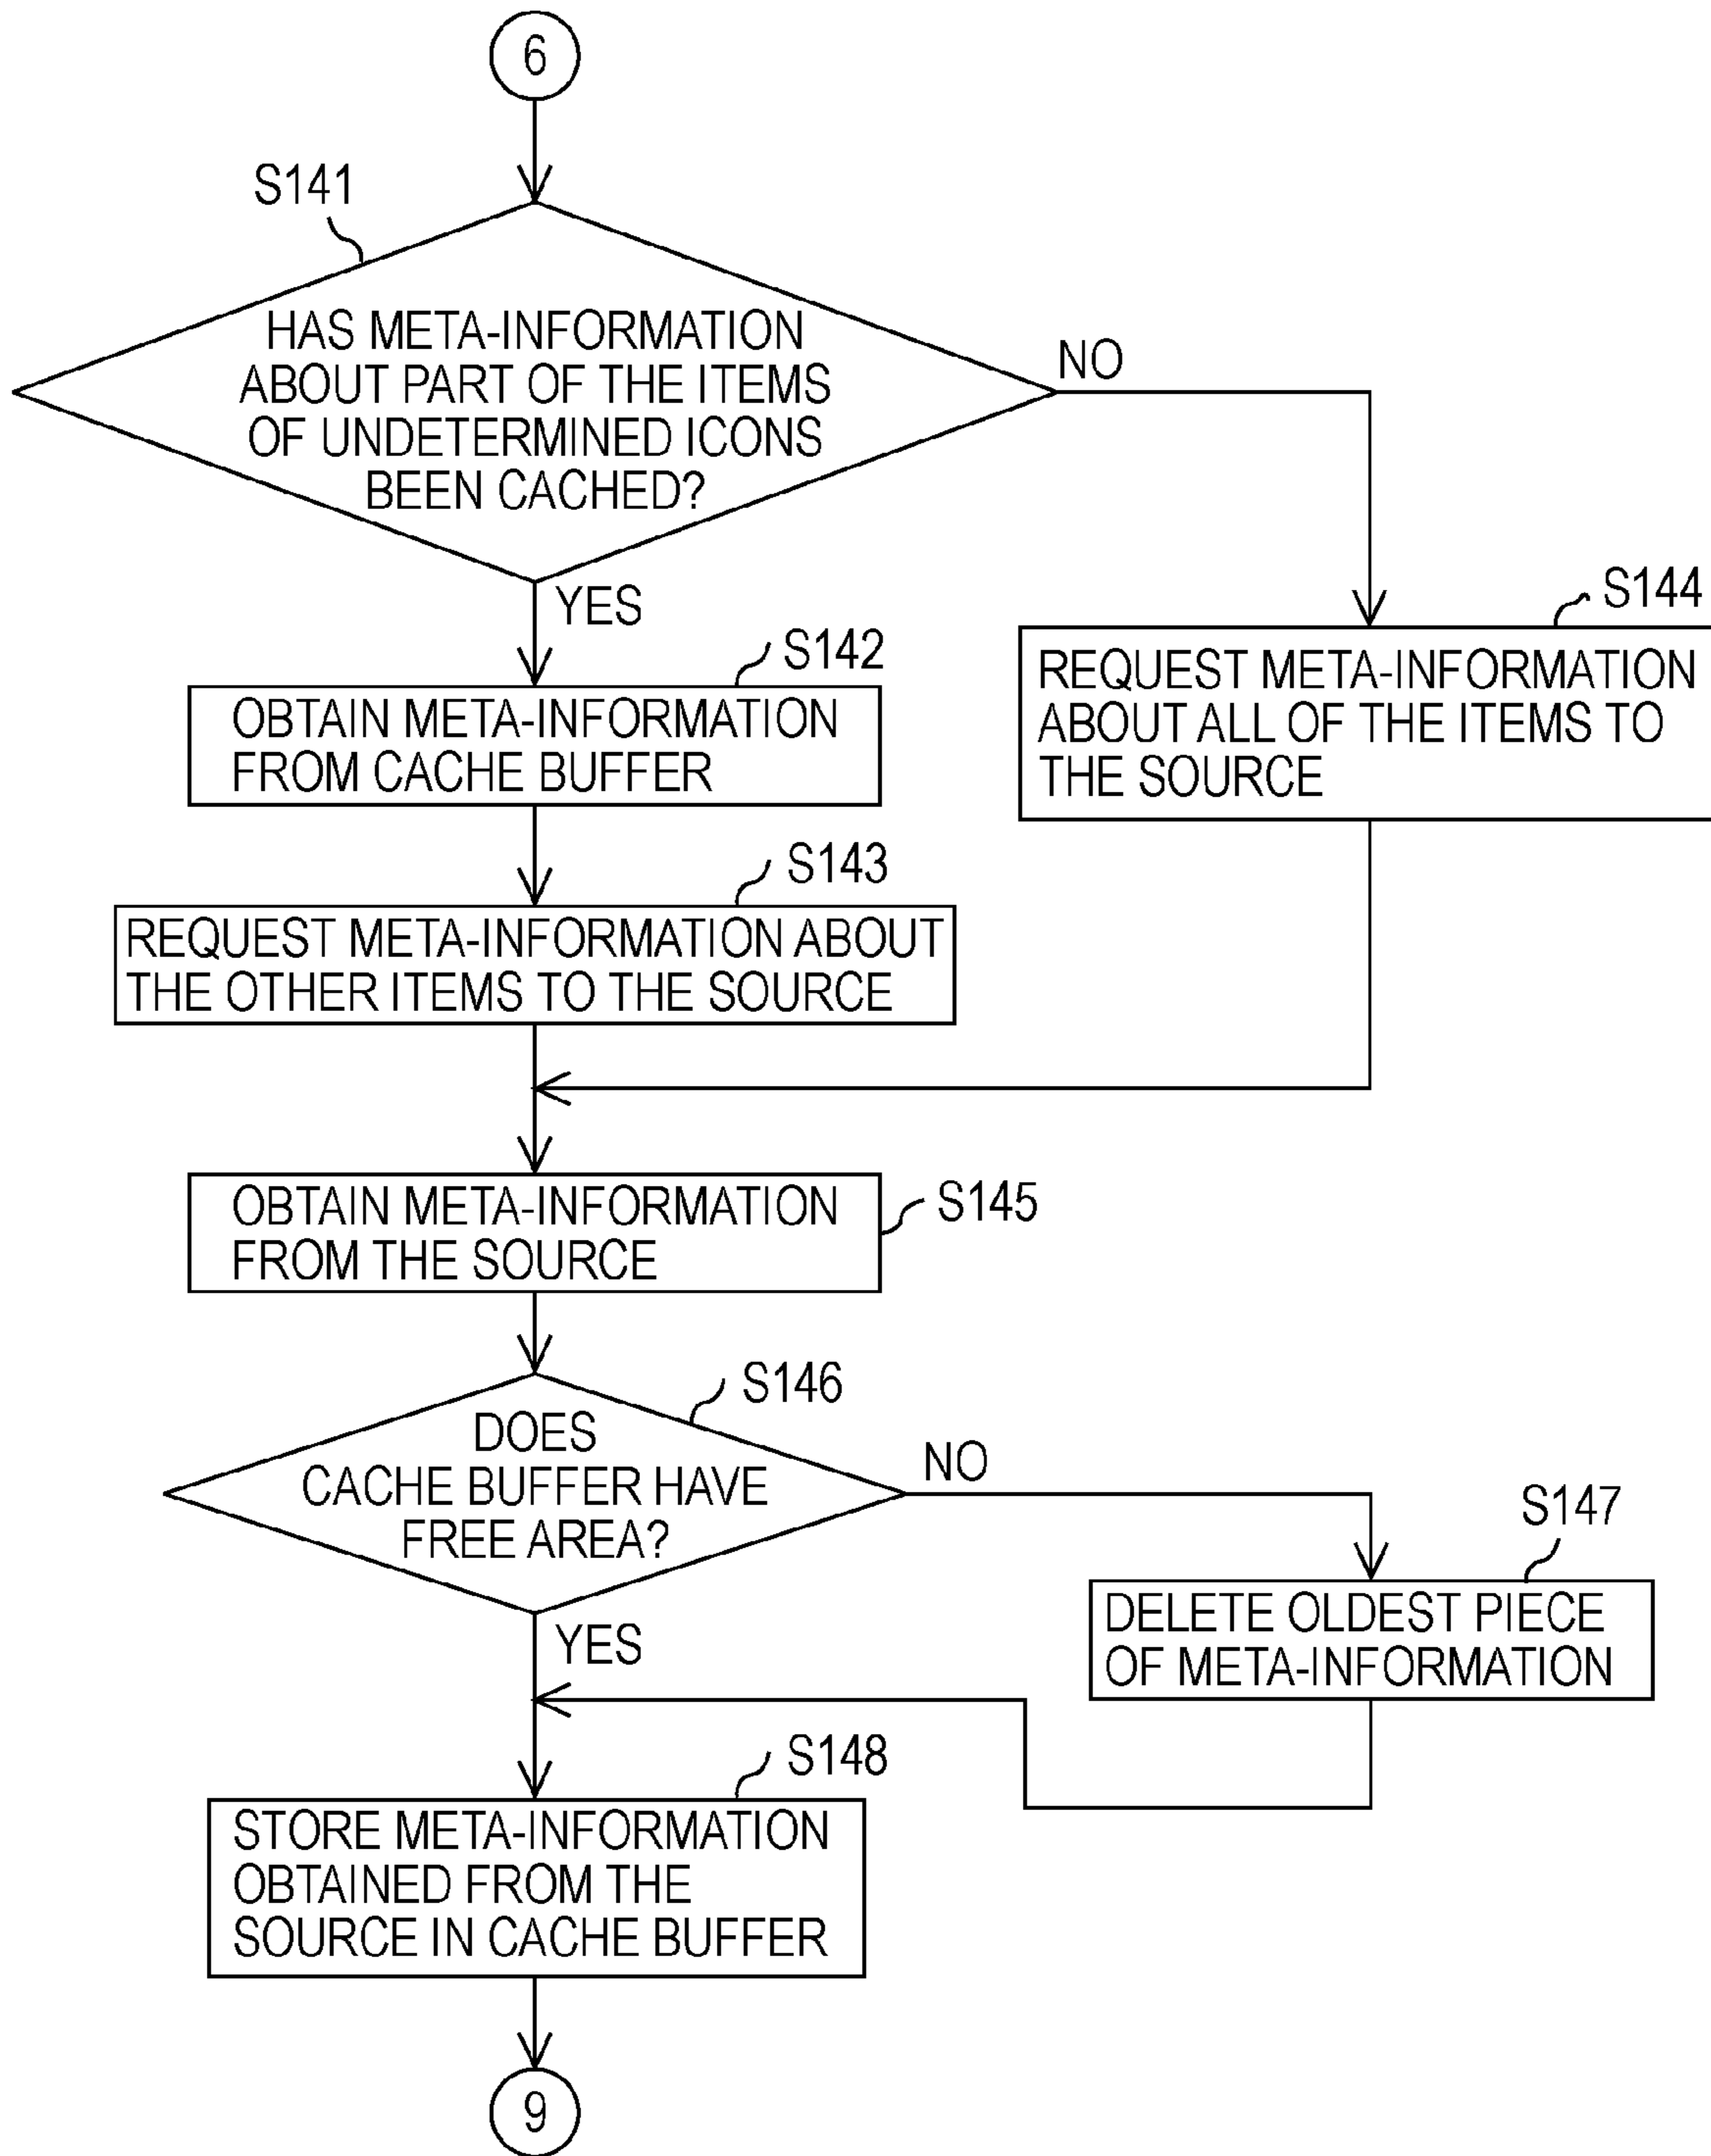 6
S141
HAS META-INFORMATION
ABOUT PART OF THE ITEMS
OF UNDETERMINED ICONS
BEEN CACHED?
NO
YES
S142
OBTAIN META-INFORMATION
FROM CACHE BUFFER
S144
REQUEST META-INFORMATION
ABOUT ALL OF THE ITEMS TO
THE SOURCE
S143
REQUEST META-INFORMATION ABOUT
THE OTHER ITEMS TO THE SOURCE
S145
OBTAIN META-INFORMATION
FROM THE SOURCE
S146
DOES
CACHE BUFFER HAVE
FREE AREA?
NO
YES
S147
DELETE OLDEST PIECE
OF META-INFORMATION
S148
STORE META-INFORMATION
OBTAINED FROM THE
SOURCE IN CACHE BUFFER
9